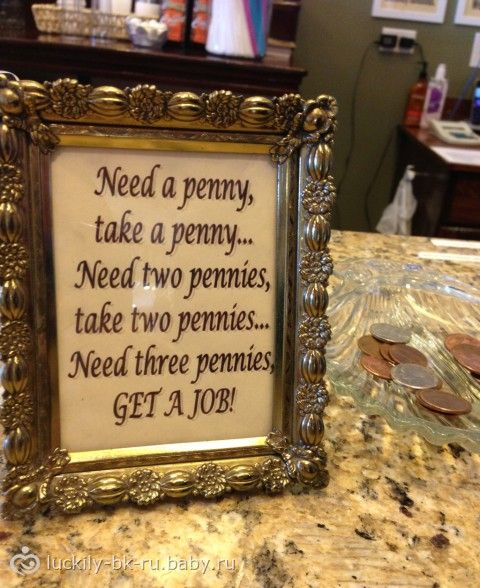 Need a penny,
take a penny...
Need two pennies,
take two pennies...
Need three pennies,
GET A JOB!
luckily-bk-ru.baby.ru